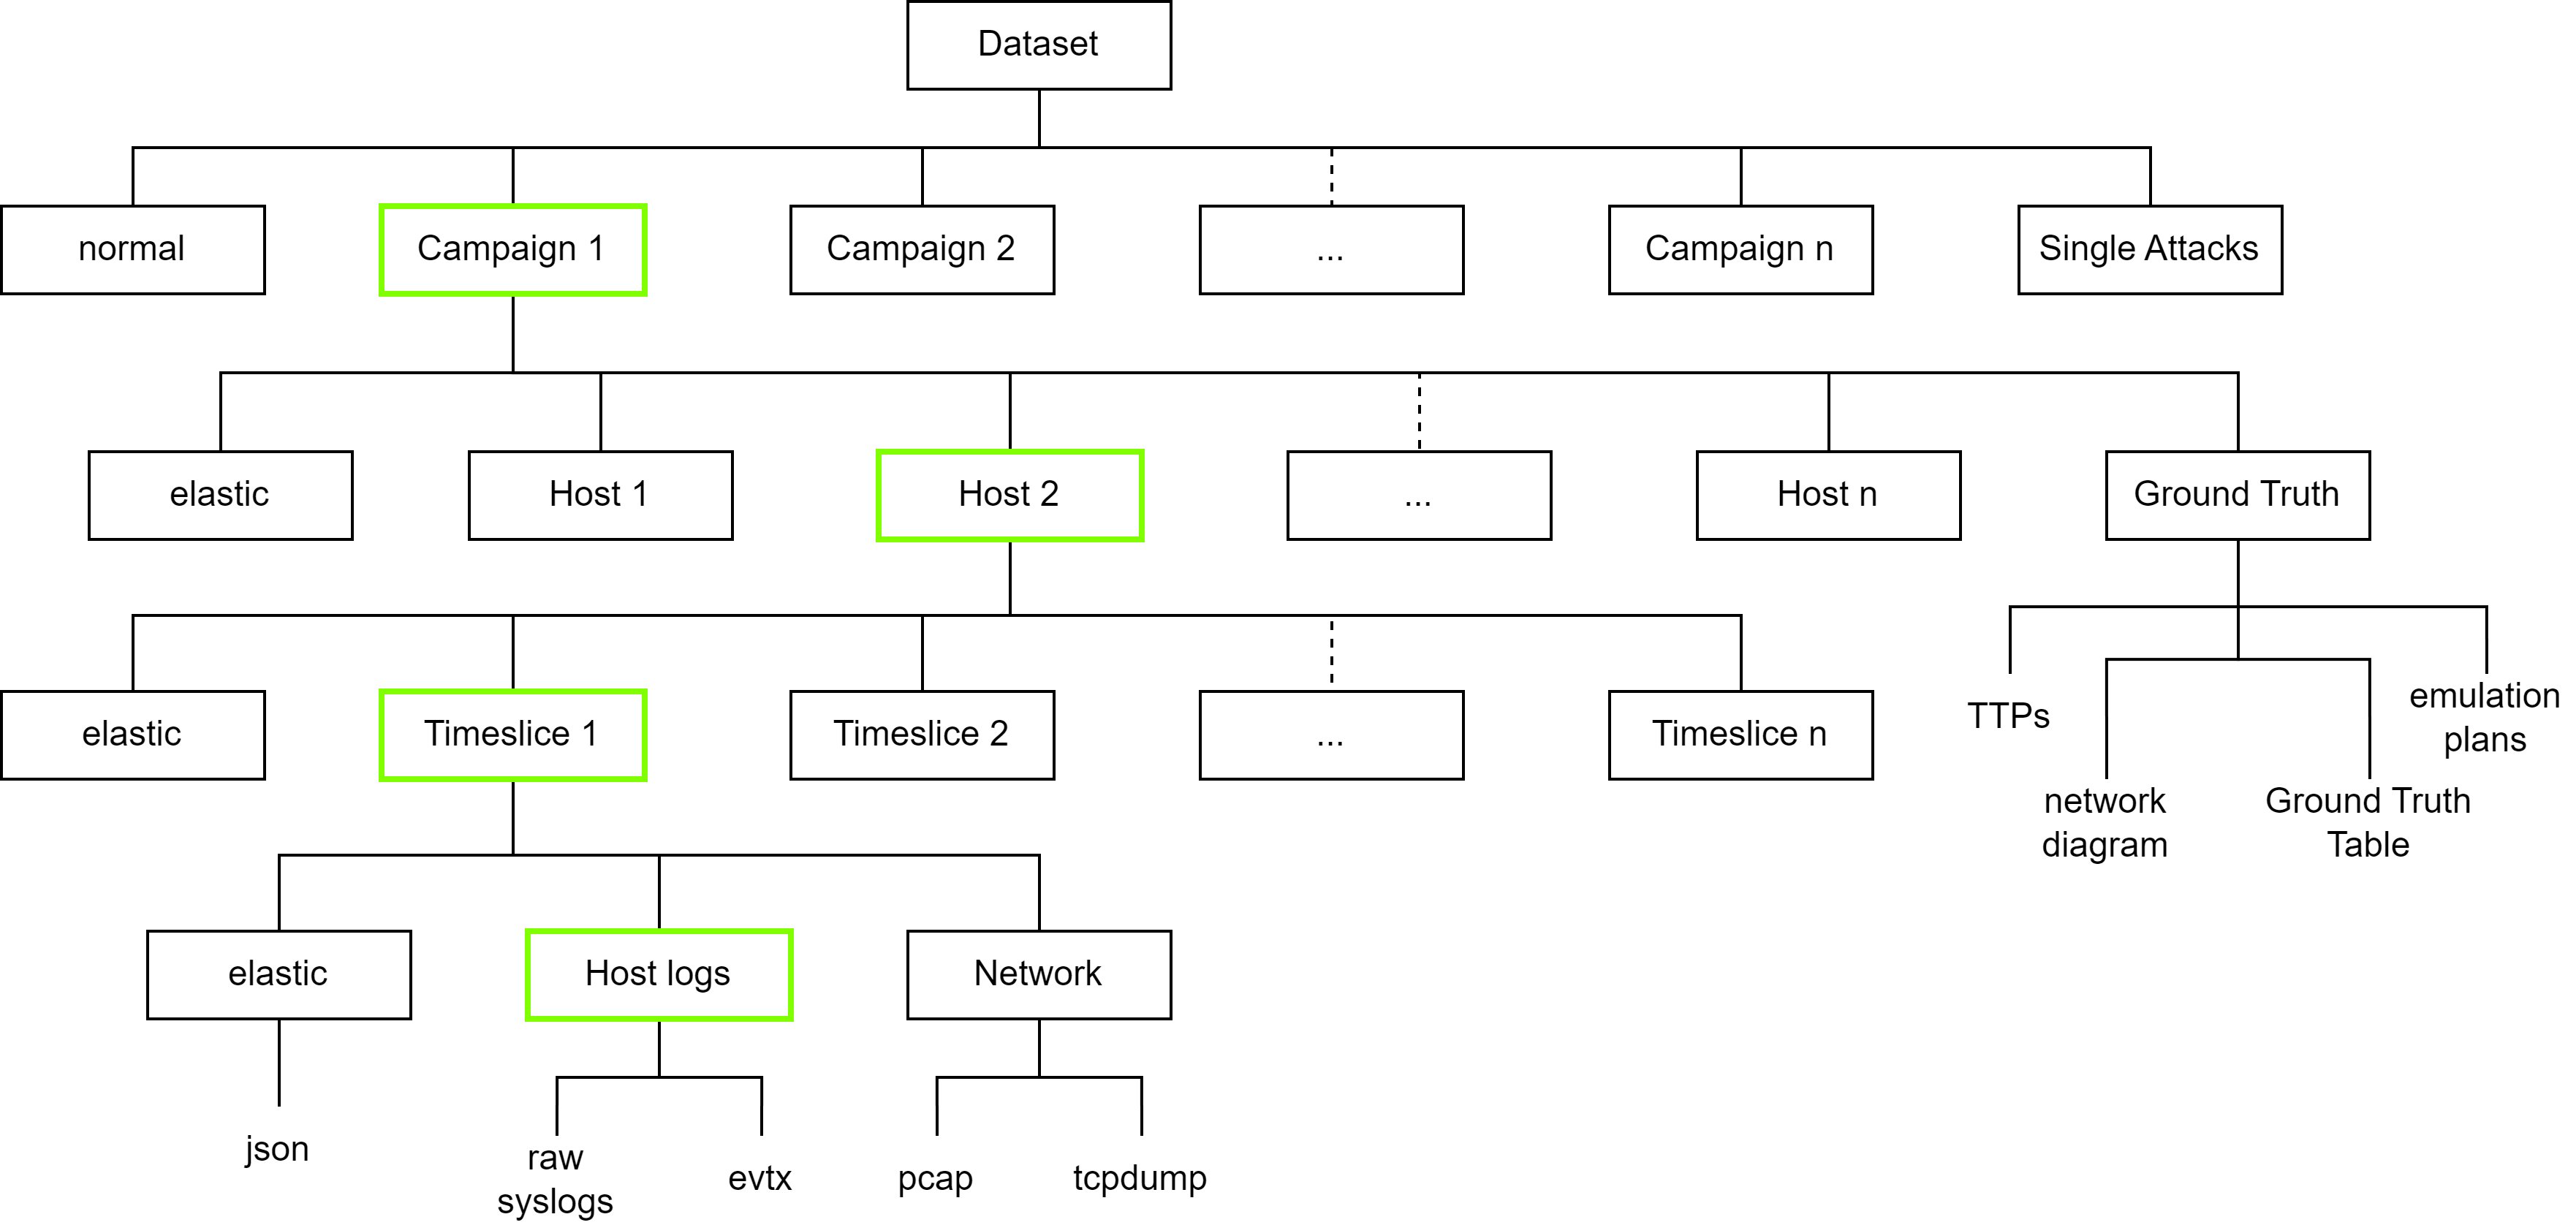 Dataset
normal
Campaign 1
Campaign 2
...
Campaign n
Single Attacks
elastic
Host 1
Host 2
...
Host n
Ground Truth
elastic
Timeslice 1
Timeslice 2
...
Timeslice n
TTPs
network
diagram
Ground Truth
Table
emulation
plans
elastic
Host logs
Network
json
raw
syslogs
evtx
pcap
tcpdump